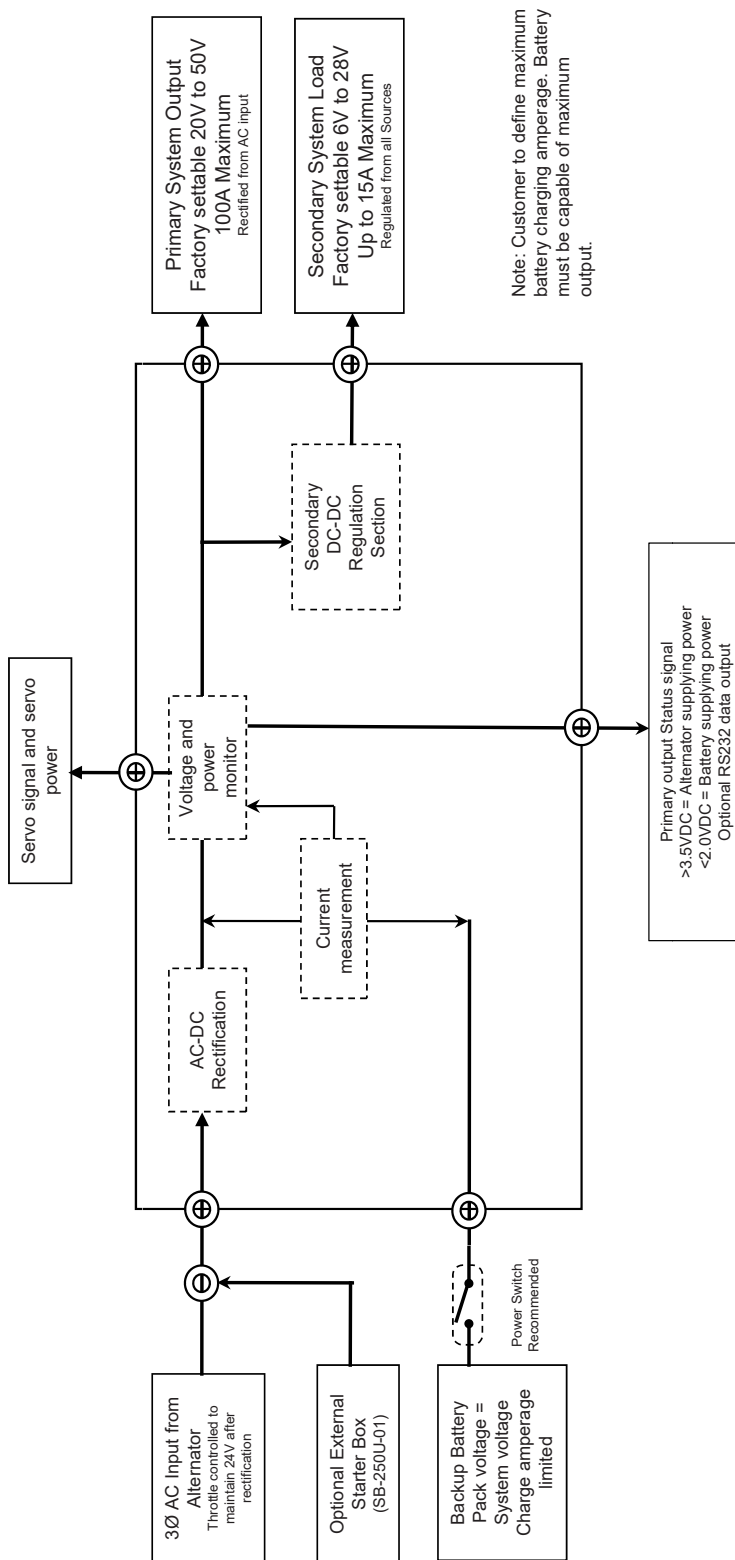 Servo signal and servo
power
3Ø AC Input from
Alternator
Throttle controlled to
maintain 24V after
rectification
Optional External
Starter Box
(SB-250U-01)
Backup Battery
Pack voltage =
System voltage
Charge amperage
limited
Power Switch
Recommended
AC-DC
Rectification
Current
measurement
Voltage and
power
monitor
Secondary
DC-DC
Regulation
Section
Primary System Output
Factory settable 20V to 50V
100A Maximum
Rectified from AC input
Secondary System Load
Factory settable 6V to 28V
Up to 15A Maximum
Regulated from all Sources
Note: Customer to define maximum
battery charging amperage. Battery
must be capable of maximum
output.
Primary output Status signal
>3.5VDC = Alternator supplying power
<2.0VDC = Battery supplying power
Optional RS232 data output